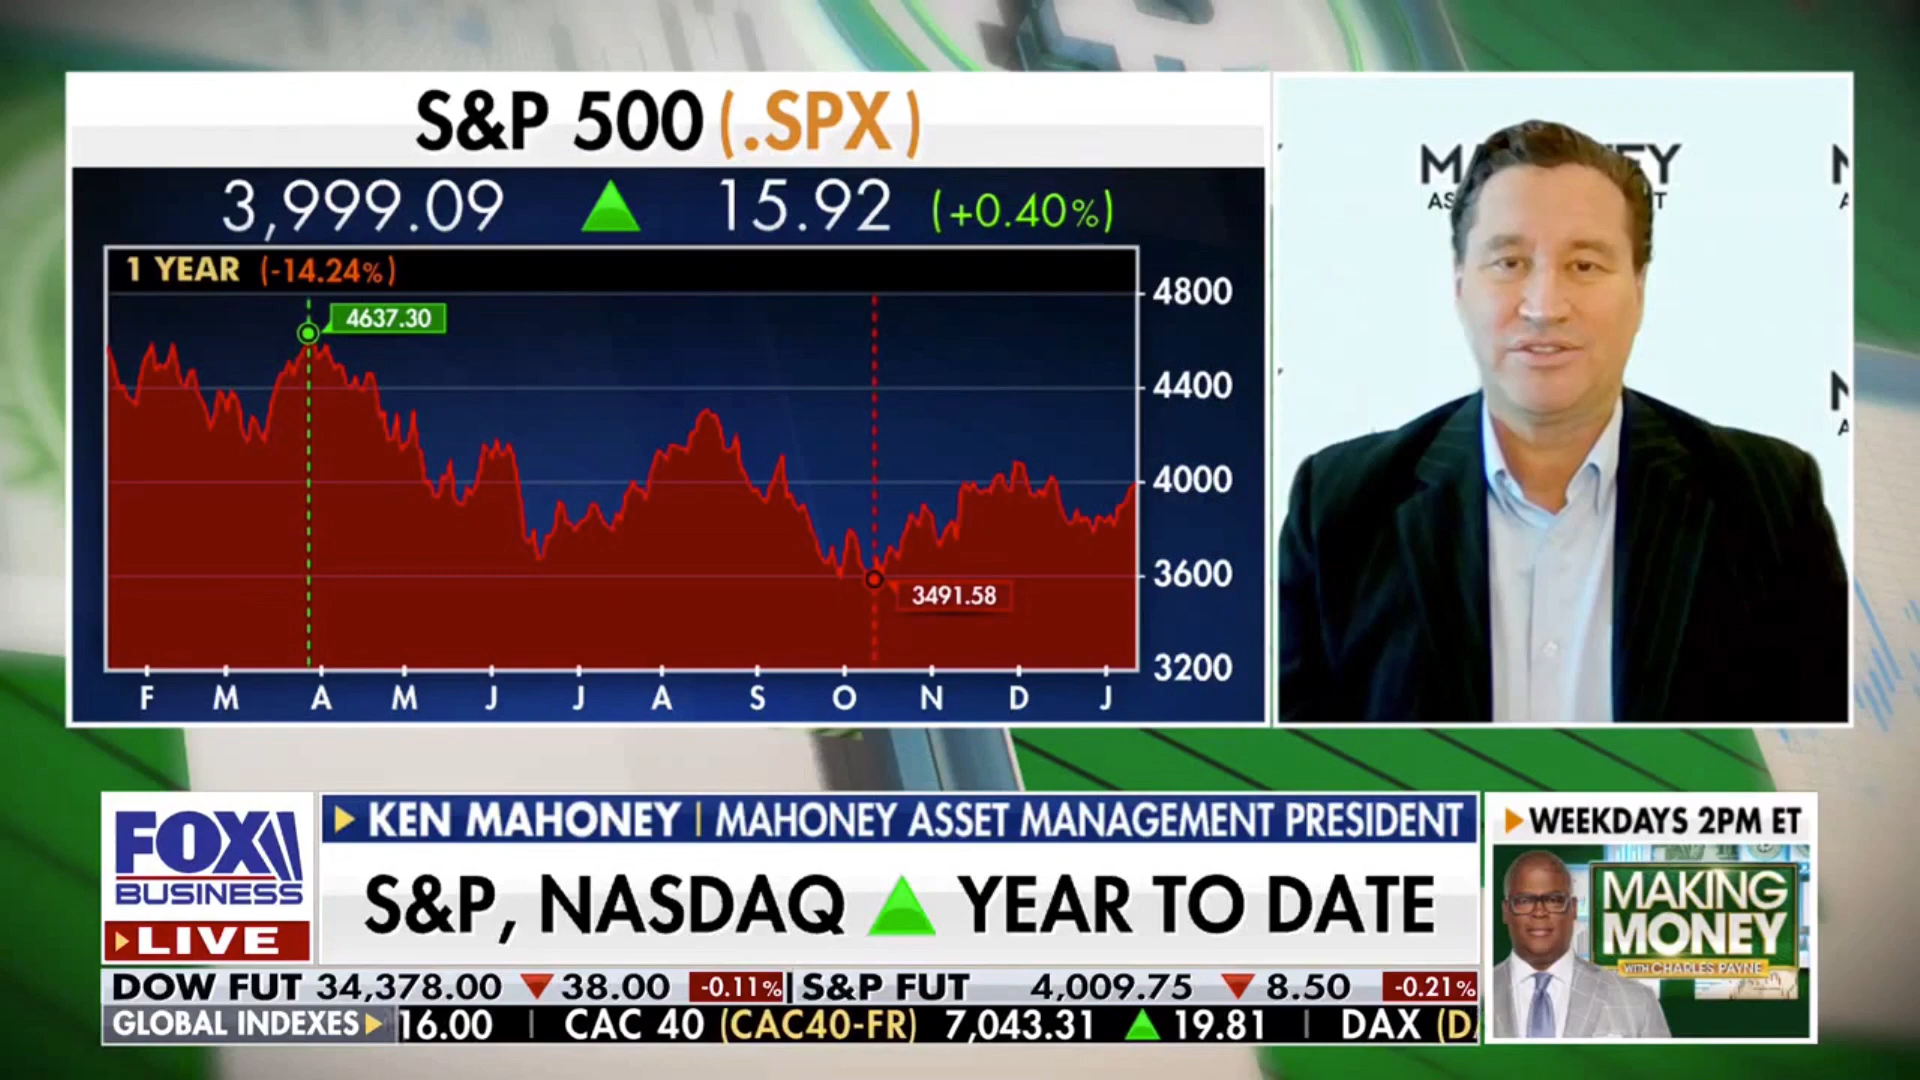 S&P 500 (.SPX)
3,999.09 ▲ 15.92 (+0.40%)
1 YEAR (-14.24%)
4637.30
3491.58
4800
4400
4000
3600
3200
F M A M J J A S O N D J
KEN MAHONEY | MAHONEY ASSET MANAGEMENT PRESIDENT
S&P, NASDAQ ▲ YEAR TO DATE
FOX
BUSINESS
LIVE
WEEKDAYS 2PM ET
MAKING
MONEY
WITH CHARLES PAYNE
DOW FUT 34,378.00 ▼ 38.00 -0.11% | S&P FUT 4,009.75 ▼ 8.50 -0.21%
GLOBAL INDEXES 16.00 | CAC 40 (CAC40-FR) 7,043.31 ▲ 19.81 | DAX (DA